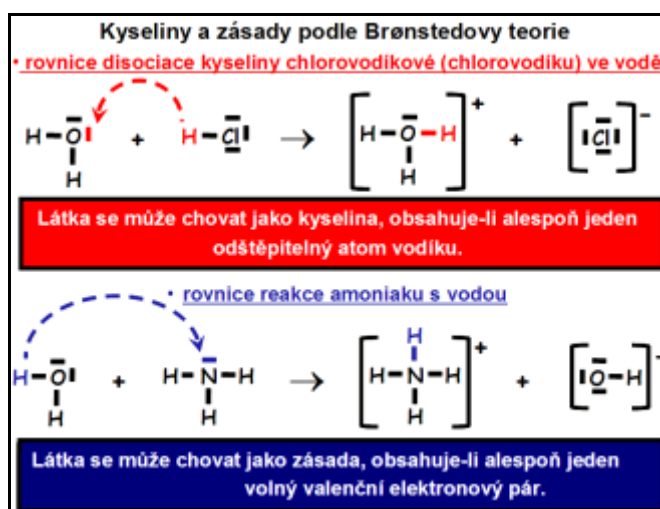 Kyseliny a zásady podle Brønstedovy teorie
• rovnice disociace kyseliny chlorovodíkové (chlorovodíku) ve vodě
H–O + H–Cl → [H–O–H]+ + [Cl]−
H H
Látka se může chovat jako kyselina, obsahuje-li alespoň jeden
odštěpitelný atom vodíku.
• rovnice reakce amoniaku s vodou
H
H–O + H–N–H → [H–N–H]+ + [O–H]−
H H H
Látka se může chovat jako zásada, obsahuje-li alespoň jeden
volný valenční elektronový pár.